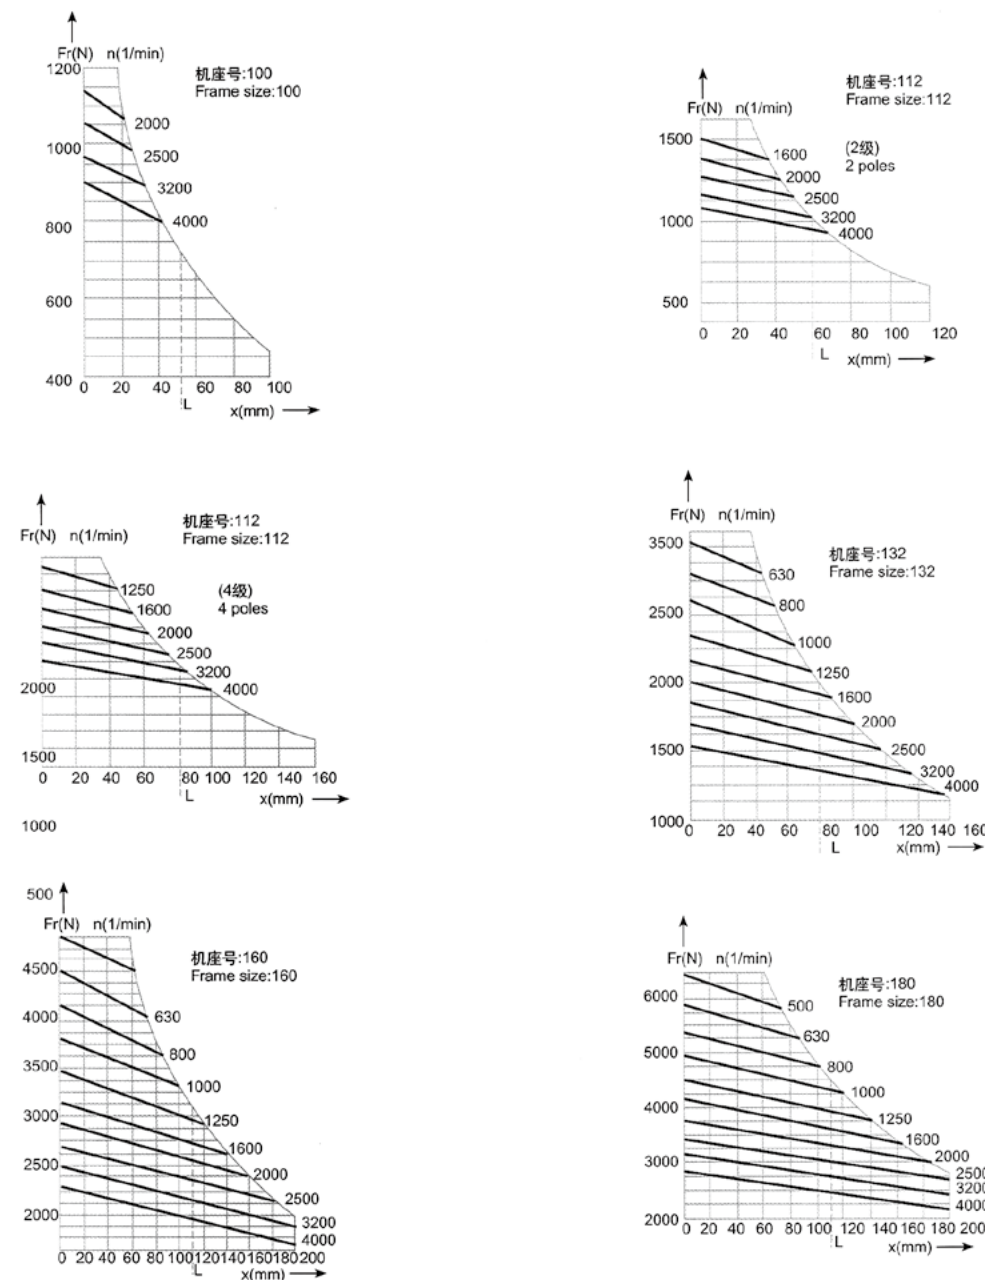 Fr(N) n(1/min)
机座号:100
Frame size:100
1200
1000
800
600
400
2000
2500
3200
4000
0 20 40 60 80 100
L
x(mm)
Fr(N) n(1/min)
机座号:112
Frame size:112
(2级)
2 poles
1500
1000
500
1600
2000
2500
3200
4000
0 20 40 60 80 100 120
L
x(mm)
Fr(N) n(1/min)
机座号:112
Frame size:112
(4级)
4 poles
1250
1600
2000
2500
3200
4000
2000
1500
0 20 40 60 80 100 120 140 160
L
x(mm)
1000
500
Fr(N) n(1/min)
机座号:132
Frame size:132
3500
2500
2000
1500
1000
630
800
1000
1250
1600
2000
2500
3200
4000
0 20 40 60 80 100 120 140 160
L
x(mm)
Fr(N) n(1/min)
机座号:160
Frame size:160
4500
4000
3500
3000
2500
2000
630
800
1000
1250
1600
2000
2500
3200
4000
0 20 40 60 80 100 120 140 160 180 200
L
x(mm)
Fr(N) n(1/min)
机座号:180
Frame size:180
6000
5000
4000
3000
2000
500
630
800
1000
1250
1600
2000
2500
3200
4000
0 20 40 60 80 100 120 140 160 180 200
L
x(mm)